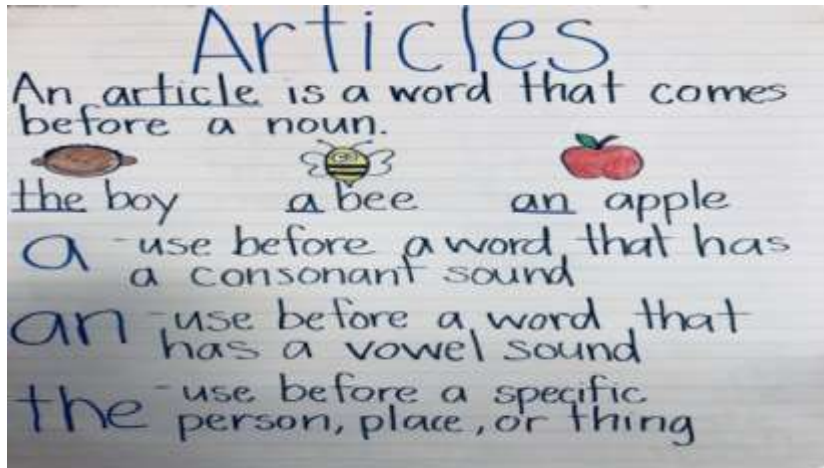 Articles
An article is a word that comes
before a noun.
the boy a bee an apple
a -use before a word that has
a consonant sound
an -use before a word that
has a vowel sound
the -use before a specific
person, place, or thing